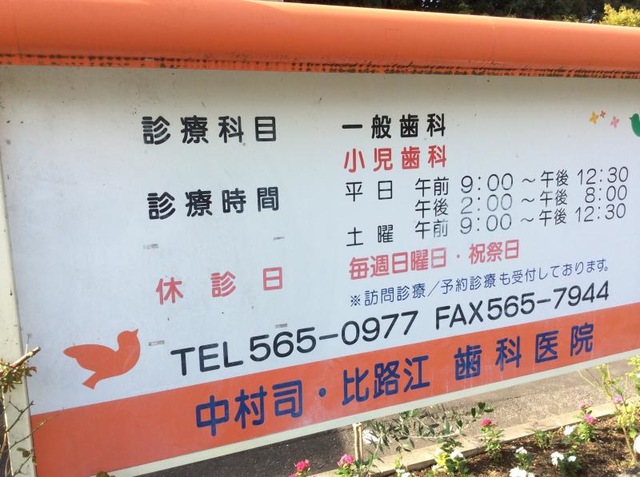 診療科目 一般歯科
小児歯科
診療時間 平日 午前 9:00 ～午後 12:30
午後 2:00 ～午後 8:00
土曜 午前 9:00 ～午後 12:30
休診日 毎週日曜日・祝祭日
※訪問診療/予約診療も受付しております。
TEL565-0977 FAX565-7944
中村司・比路江 歯科医院